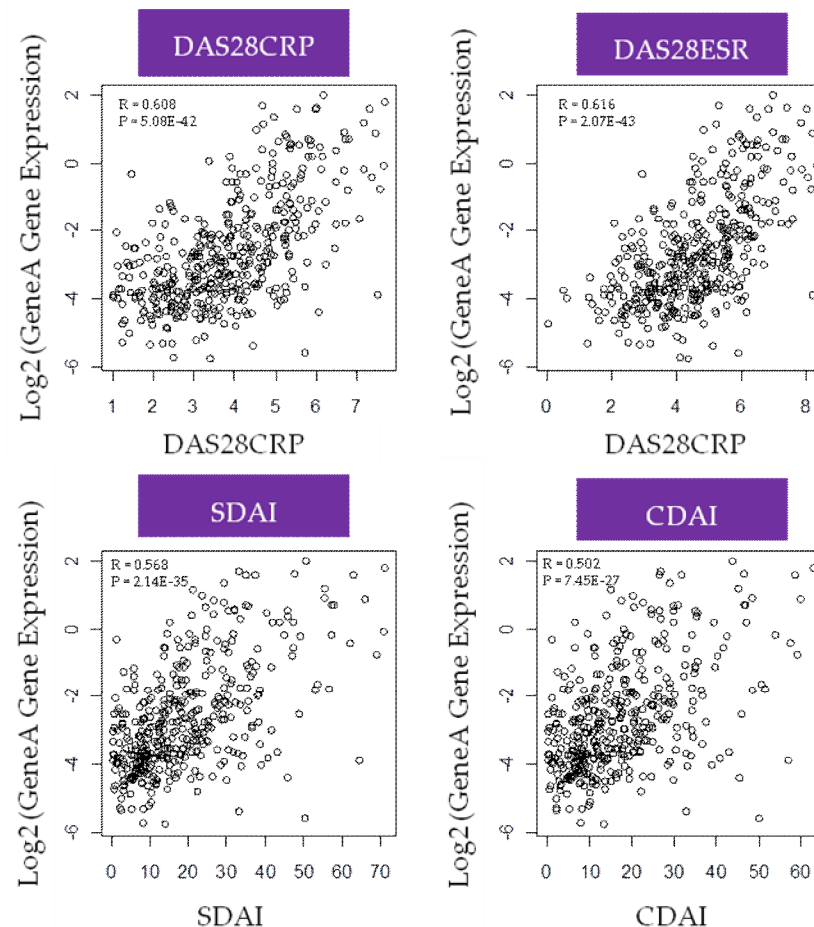 DAS28CRP
Log2 (GeneA Gene Expression)
R = 0.608
P = 5.08E-42
2
0
-2
-4
-6
1 2 3 4 5 6 7
DAS28CRP
DAS28ESR
Log2 (GeneA Gene Expression)
R = 0.616
P = 2.07E-43
2
0
-2
-4
-6
0 2 4 6 8
DAS28CRP
SDAI
Log2 (GeneA Gene Expression)
R = 0.568
P = 2.14E-35
2
0
-2
-4
-6
0 10 20 30 40 50 60 70
SDAI
CDAI
Log2 (GeneA Gene Expression)
R = 0.502
P = 7.45E-27
2
0
-2
-4
-6
0 10 20 30 40 50 60
CDAI